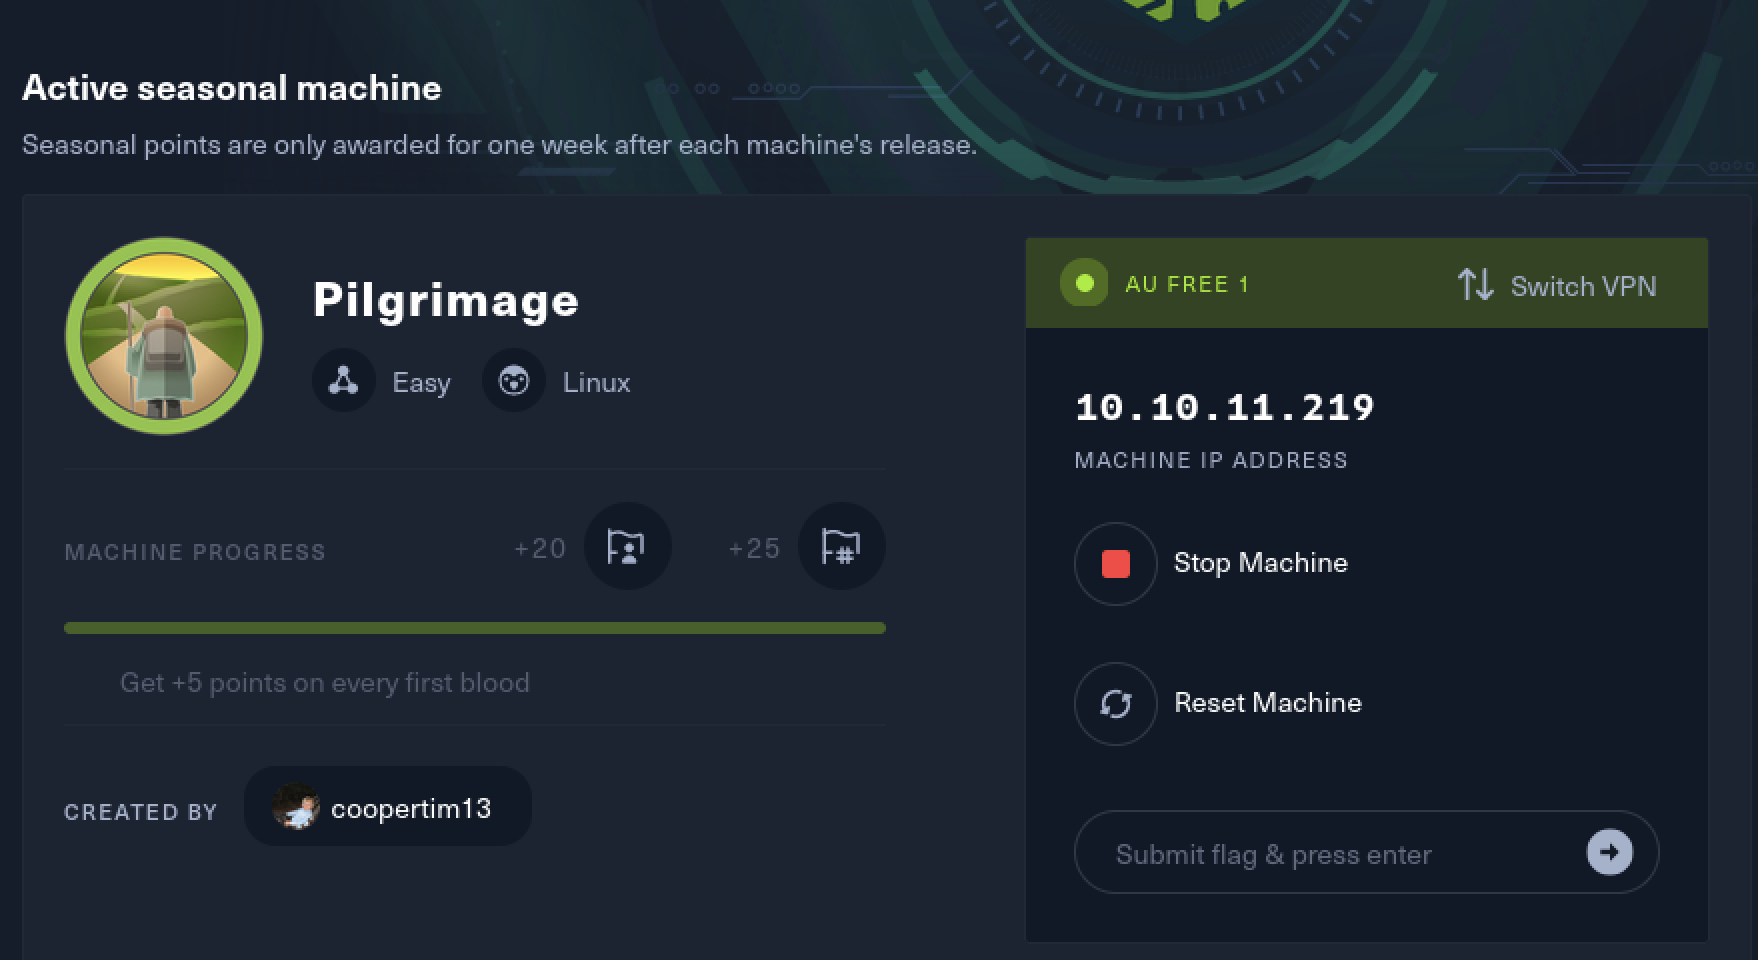 Active seasonal machine
Seasonal points are only awarded for one week after each machine's release.
Pilgrimage
Easy
Linux
MACHINE PROGRESS
+20
+25
Get +5 points on every first blood
CREATED BY
coopertim13
AU FREE 1
Switch VPN
10.10.11.219
MACHINE IP ADDRESS
Stop Machine
Reset Machine
Submit flag & press enter